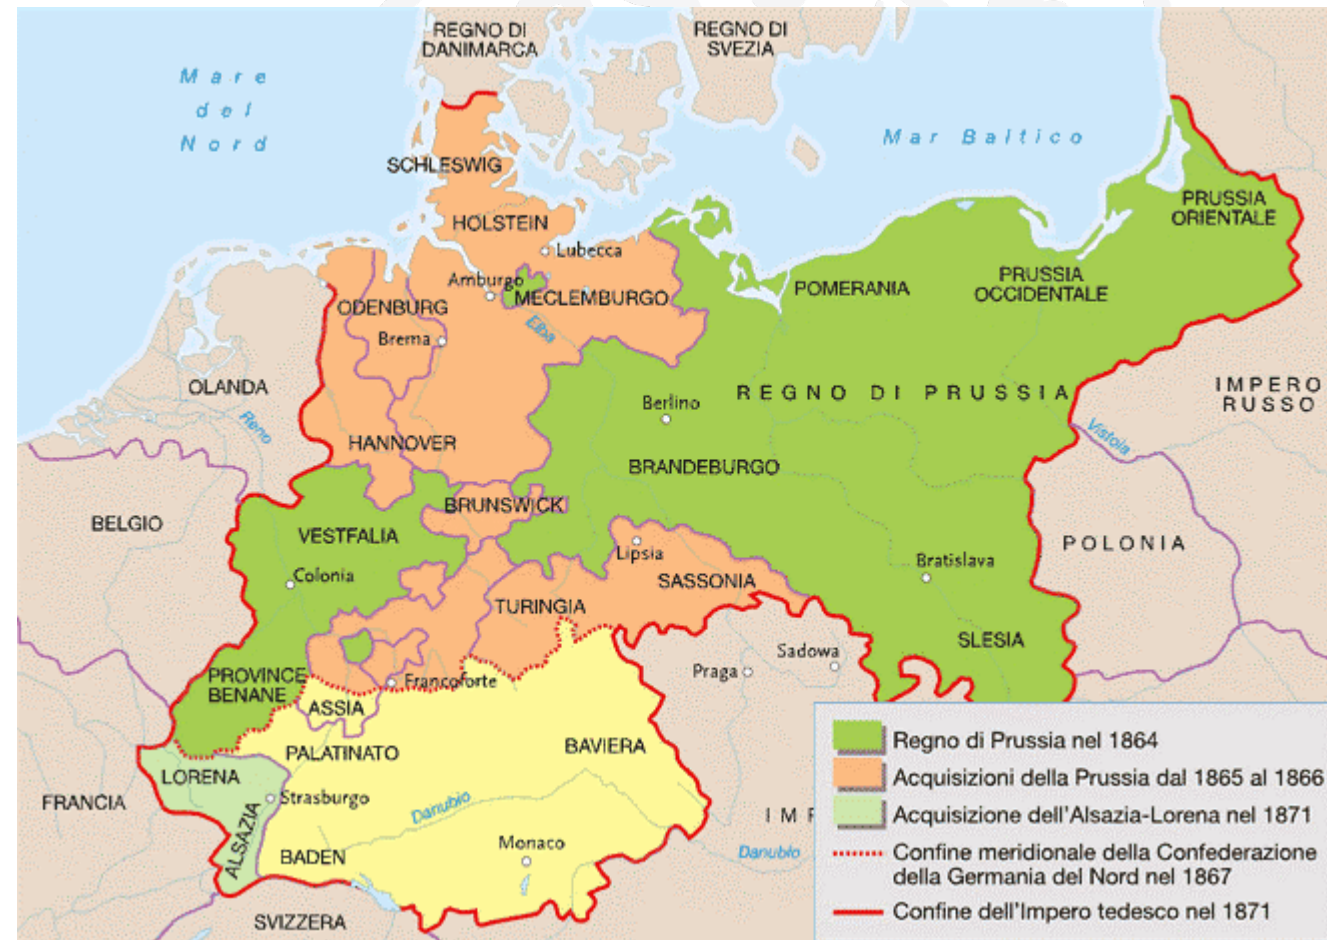 REGNO DI
DANIMARCA
REGNO DI
SVEZIA
Mare
del
Nord
Mar Baltico
SCHLESWIG
PRUSSIA
ORIENTALE
HOLSTEIN
Lubecca
Amburgo
MECLEMBURGO
POMERANIA
PRUSSIA
OCCIDENTALE
ODENBURG
Elba
Brema
OLANDA
Reno
Berlino
REGNO DI PRUSSIA
IMPERO
RUSSO
Vistola
HANNOVER
BRANDEBURGO
BRUNSWICK
BELGIO
VESTFALIA
Lipsia
POLONIA
Colonia
Bratislava
SASSONIA
TURINGIA
SLESIA
Sadowa
Praga
PROVINCE
BENANE
Francoforte
ASSIA
PALATINATO
BAVIERA
LORENA
FRANCIA
Strasburgo
ALSAZIA
Danubio
BADEN
Monaco
IMP
Danubio
SVIZZERA
Regno di Prussia nel 1864
Acquisizioni della Prussia dal 1865 al 1866
Acquisizione dell'Alsazia-Lorena nel 1871
Confine meridionale della Confederazione
della Germania del Nord nel 1867
Confine dell'Impero tedesco nel 1871